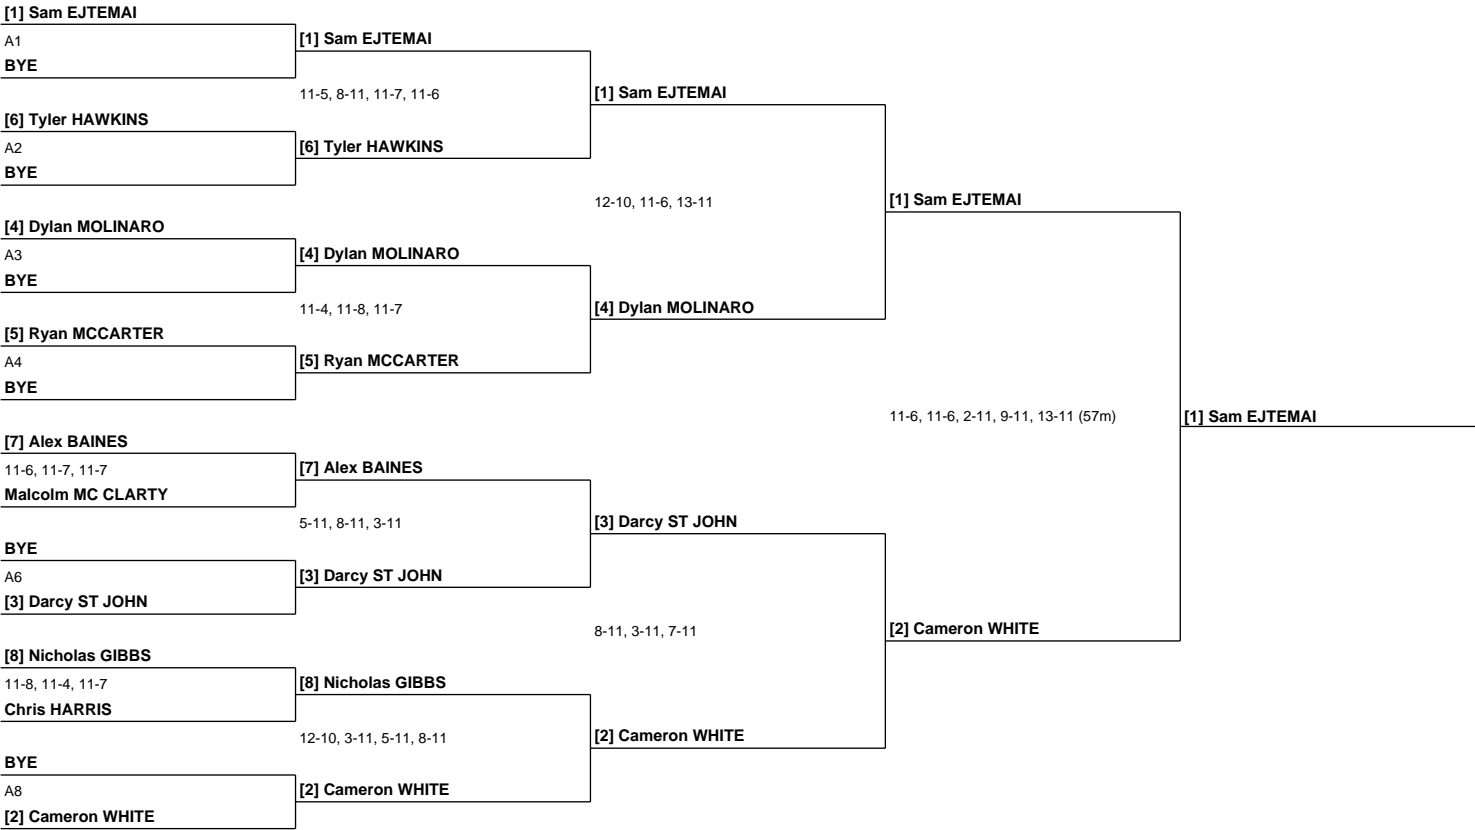 [1] Sam EJTEMAI
A1
BYE
[6] Tyler HAWKINS
A2
BYE
[4] Dylan MOLINARO
A3
BYE
[5] Ryan MCCARTER
A4
BYE
[7] Alex BAINES
11-6, 11-7, 11-7
Malcolm MC CLARTY
BYE
A6
[3] Darcy ST JOHN
[8] Nicholas GIBBS
11-8, 11-4, 11-7
Chris HARRIS
BYE
A8
[2] Cameron WHITE
[1] Sam EJTEMAI
11-5, 8-11, 11-7, 11-6
[6] Tyler HAWKINS
[4] Dylan MOLINARO
11-4, 11-8, 11-7
[5] Ryan MCCARTER
[7] Alex BAINES
5-11, 8-11, 3-11
[3] Darcy ST JOHN
[8] Nicholas GIBBS
12-10, 3-11, 5-11, 8-11
[2] Cameron WHITE
[1] Sam EJTEMAI
12-10, 11-6, 13-11
[4] Dylan MOLINARO
[3] Darcy ST JOHN
8-11, 3-11, 7-11
[2] Cameron WHITE
[1] Sam EJTEMAI
11-6, 11-6, 2-11, 9-11, 13-11 (57m)
[2] Cameron WHITE
[1] Sam EJTEMAI